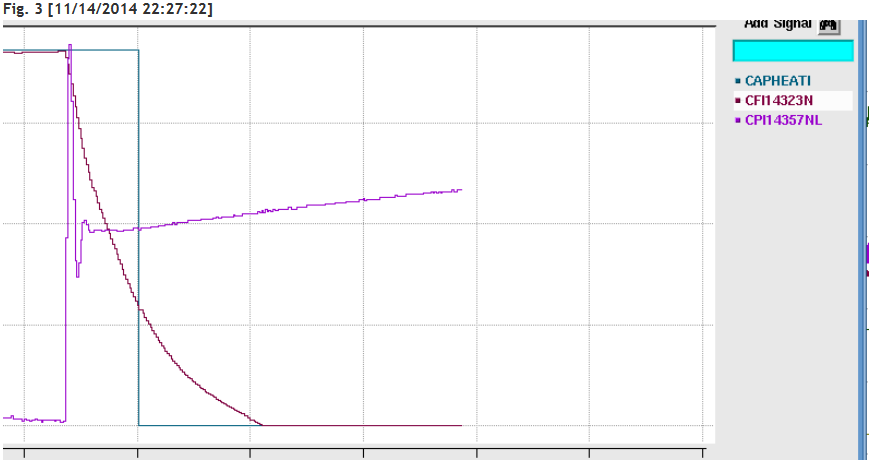 Fig. 3 [11/14/2014 22:27:22]
Add Signal
CAPHEATI
CFI14323N
CPI14357NL